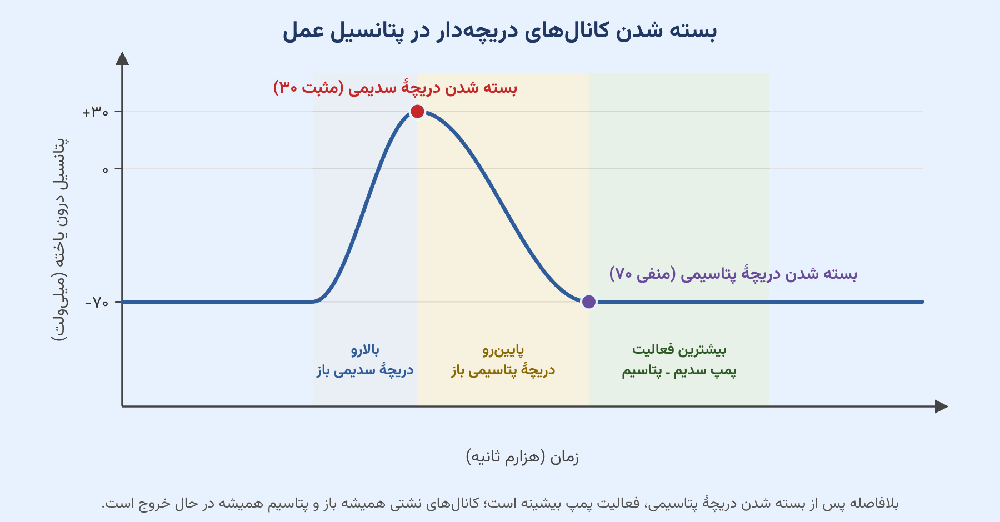 بسته شدن کانال‌های دریچه‌دار در پتانسیل عمل
بسته شدن دریچهٔ سدیمی (مثبت ۳۰)
+۳۰
۰
پتانسیل درون یاخته (میلی‌ولت)
بسته شدن دریچهٔ پتاسیمی (منفی ۷۰)
−۷۰
بالارو
دریچهٔ سدیمی باز
پایین‌رو
دریچهٔ پتاسیمی باز
بیشترین فعالیت
پمپ سدیم ـ پتاسیم
زمان (هزارم ثانیه)
بلافاصله پس از بسته شدن دریچهٔ پتاسیمی، فعالیت پمپ بیشینه است؛ کانال‌های نشتی همیشه باز و پتاسیم همیشه در حال خروج است.